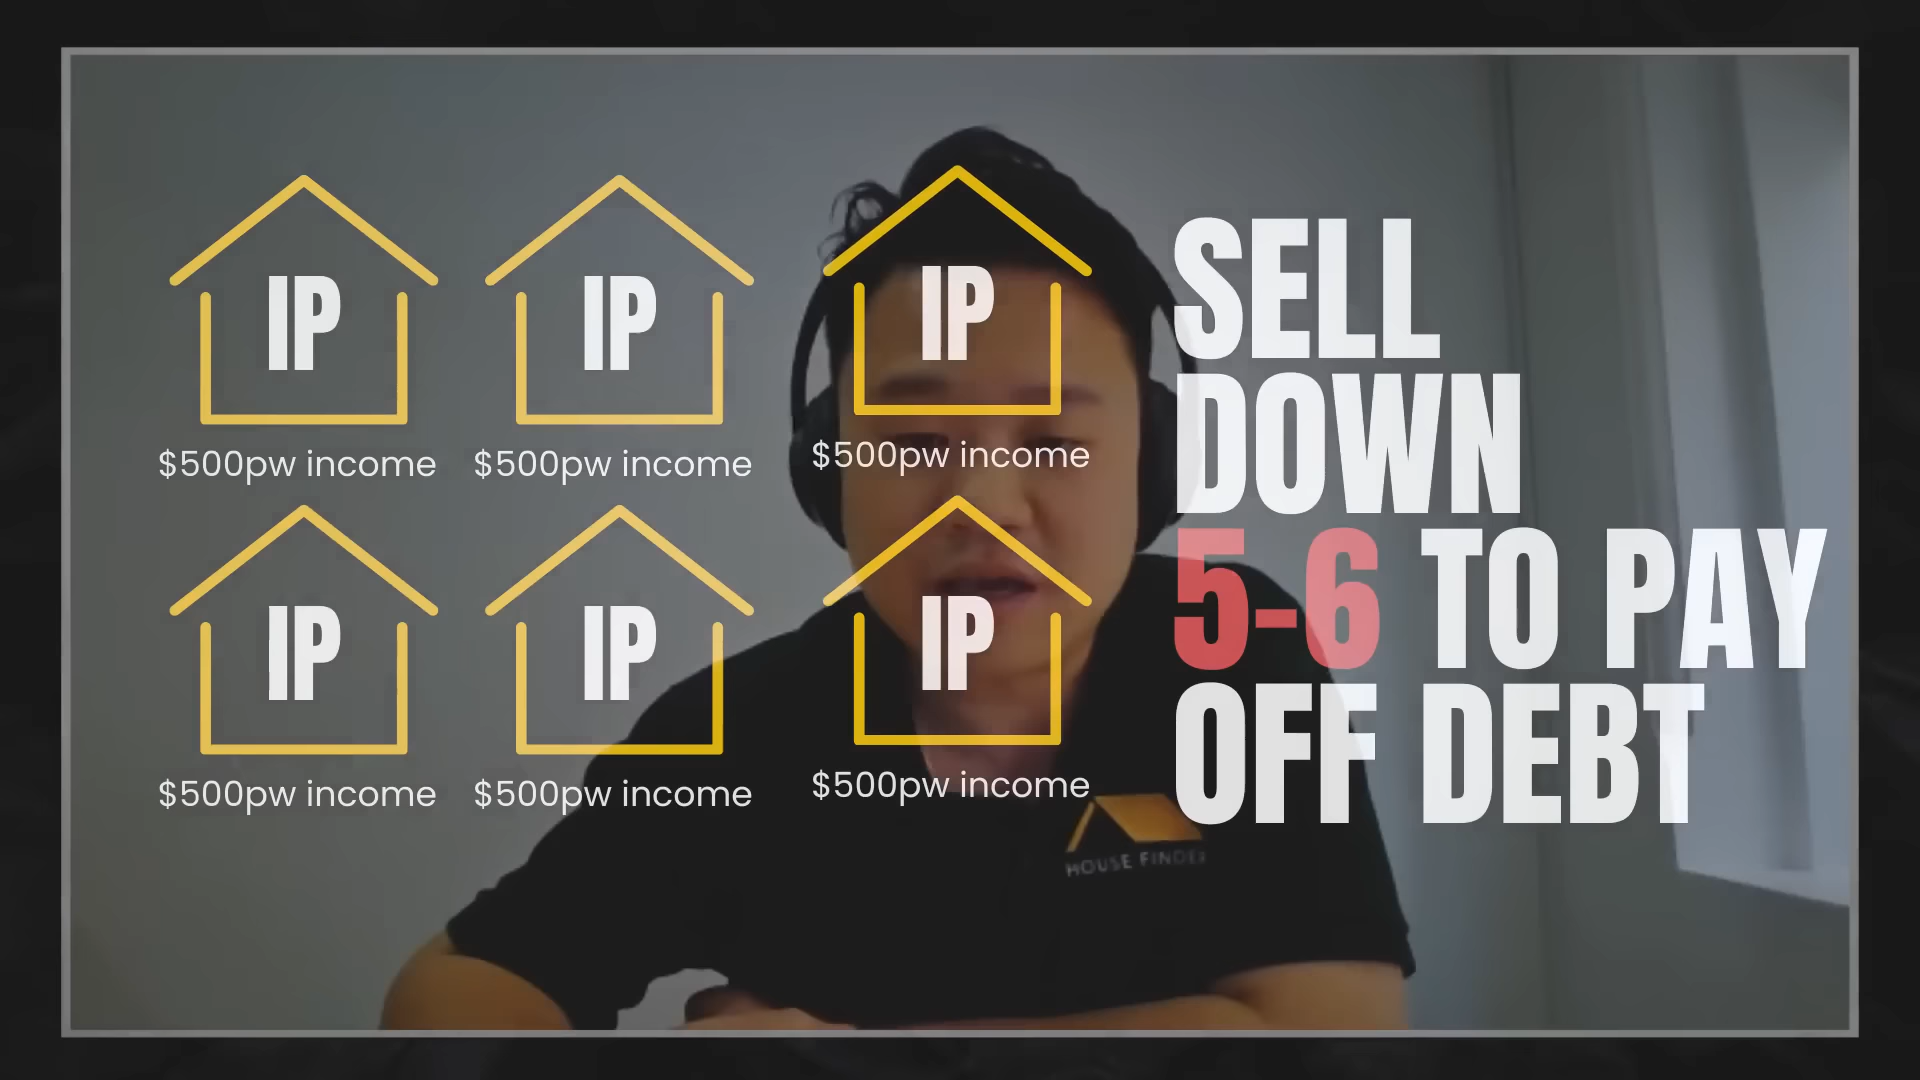 IP
IP
IP
$500pw income
$500pw income
$500pw income
IP
IP
IP
$500pw income
$500pw income
$500pw income
SELL
DOWN
5-6 TO PAY
OFF DEBT
HOUSE FINDER